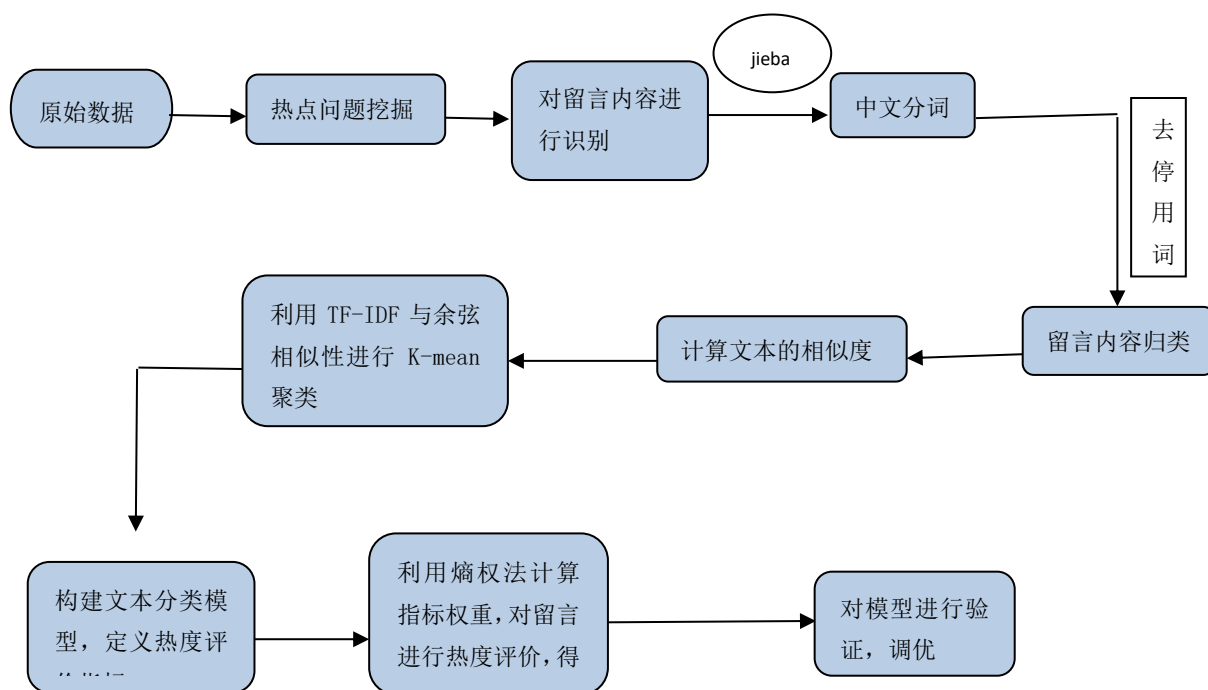 原始数据
热点问题挖掘
对留言内容进
行识别
jieba
中文分词
去
停
用
词
留言内容归类
计算文本的相似度
利用 TF-IDF 与余弦
相似性进行 K-mean
聚类
构建文本分类模
型，定义热度评
利用熵权法计算
指标权重，对留言
进行热度评价，得
对模型进行验
证，调优